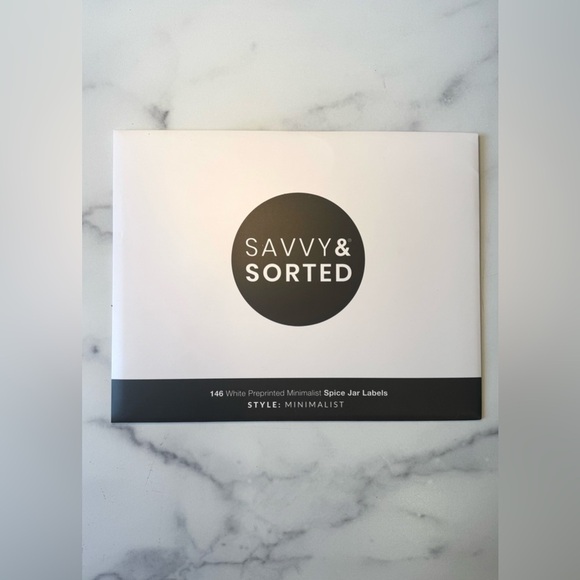 SAVVY&
SORTED
146 White Preprinted Minimalist Spice Jar Labels
STYLE: MINIMALIST